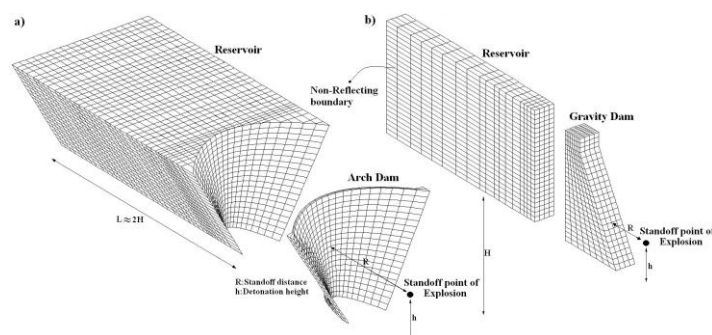 a)
Reservoir
L ≈ 2H
Arch Dam
R
R:Standoff distance
h:Detonation height
Standoff point of
Explosion
h
b)
Reservoir
Non-Reflecting
boundary
Gravity Dam
H
R
Standoff point of
Explosion
h